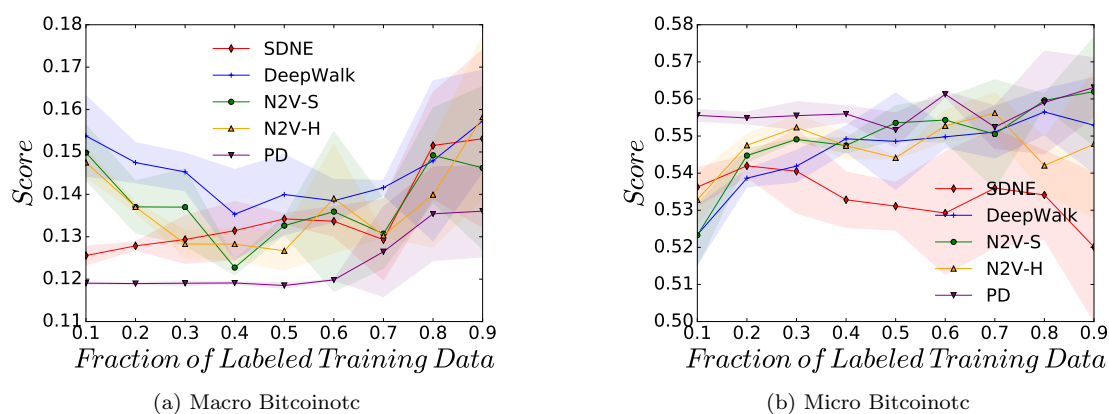 0.18
0.17
0.16
0.15
0.14
0.13
0.12
0.11
Score
SDNE
DeepWalk
N2V-S
N2V-H
PD
0.1 0.2 0.3 0.4 0.5 0.6 0.7 0.8 0.9
Fraction of Labeled Training Data
(a) Macro Bitcoinotc
0.58
0.57
0.56
0.55
0.54
0.53
0.52
0.51
0.50
Score
SDNE
DeepWalk
N2V-S
N2V-H
PD
0.1 0.2 0.3 0.4 0.5 0.6 0.7 0.8 0.9
Fraction of Labeled Training Data
(b) Micro Bitcoinotc